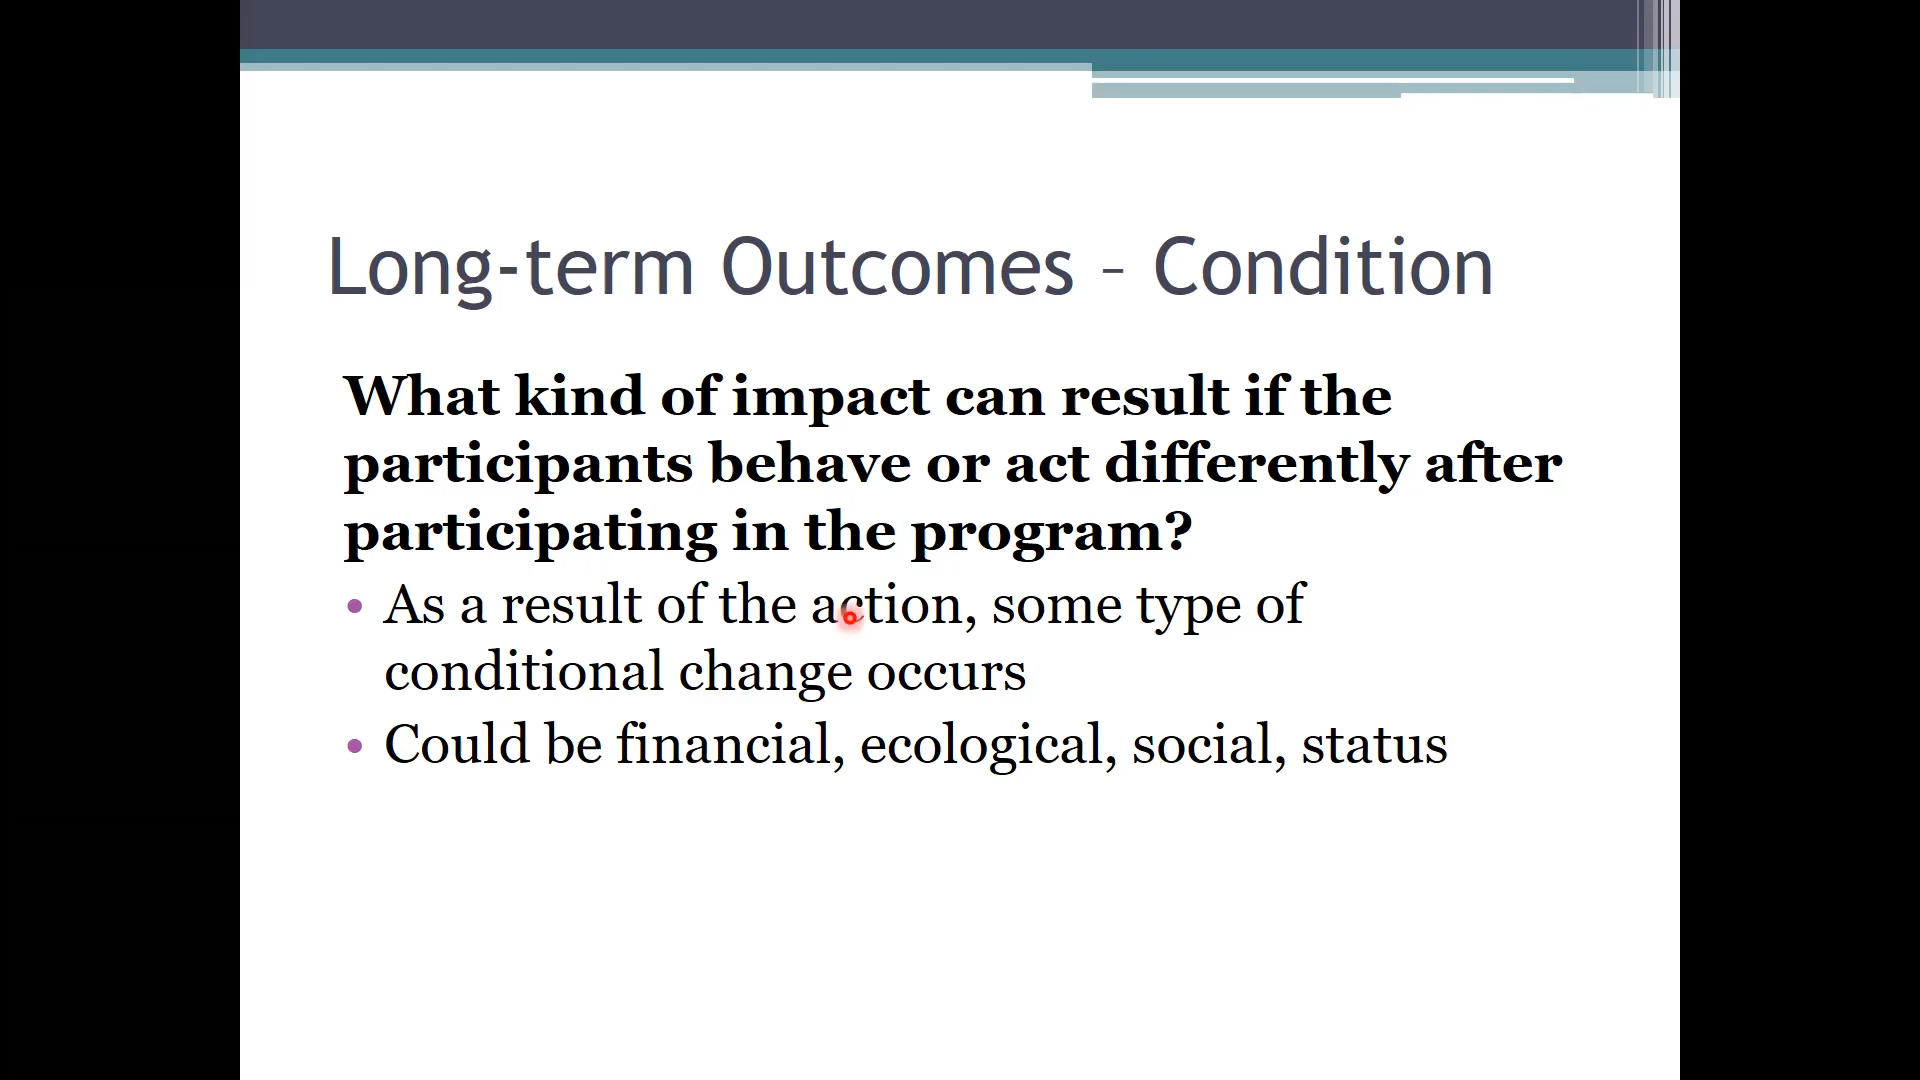 Long-term Outcomes – Condition
What kind of impact can result if the
participants behave or act differently after
participating in the program?
• As a result of the action, some type of
conditional change occurs
• Could be financial, ecological, social, status